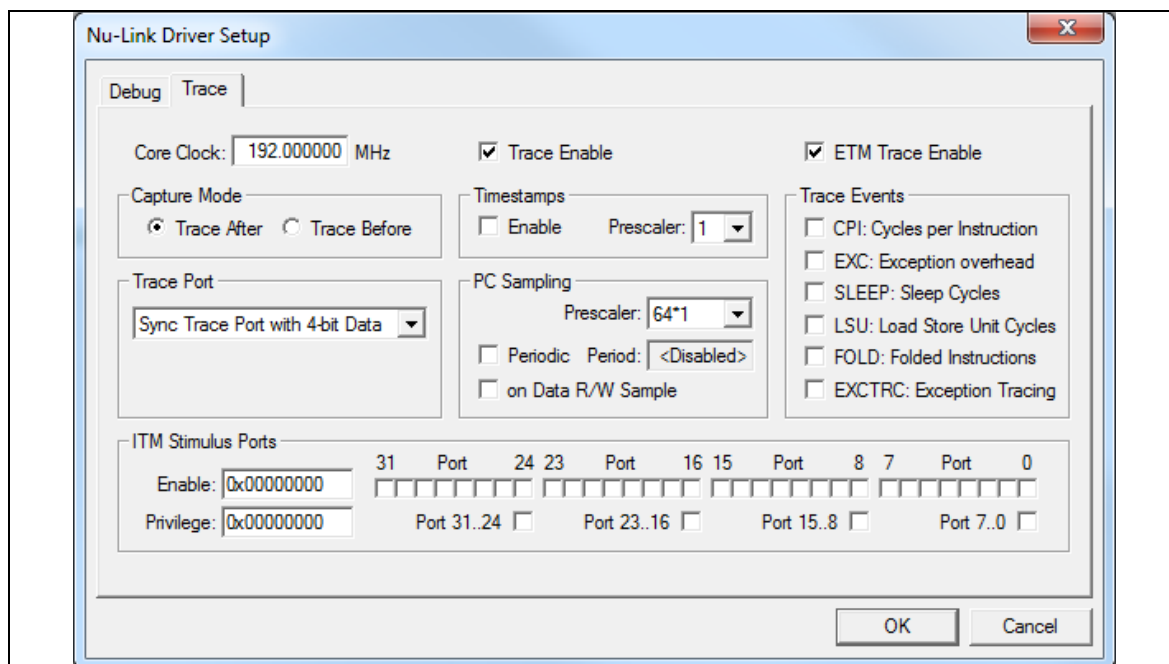 Nu-Link Driver Setup
Debug Trace
Core Clock: 192.000000 MHz
Trace Enable
ETM Trace Enable
Capture Mode
Trace After Trace Before
Timestamps
Enable Prescaler: 1
Trace Events
CPI: Cycles per Instruction
EXC: Exception overhead
SLEEP: Sleep Cycles
LSU: Load Store Unit Cycles
FOLD: Folded Instructions
EXCTRC: Exception Tracing
Trace Port
Sync Trace Port with 4-bit Data
PC Sampling
Prescaler: 64*1
Periodic Period: <Disabled>
on Data R/W Sample
ITM Stimulus Ports
31 Port 24 23 Port 16 15 Port 8 7 Port 0
Enable: 0x00000000
Privilege: 0x00000000 Port 31..24 Port 23..16 Port 15..8 Port 7..0
OK Cancel